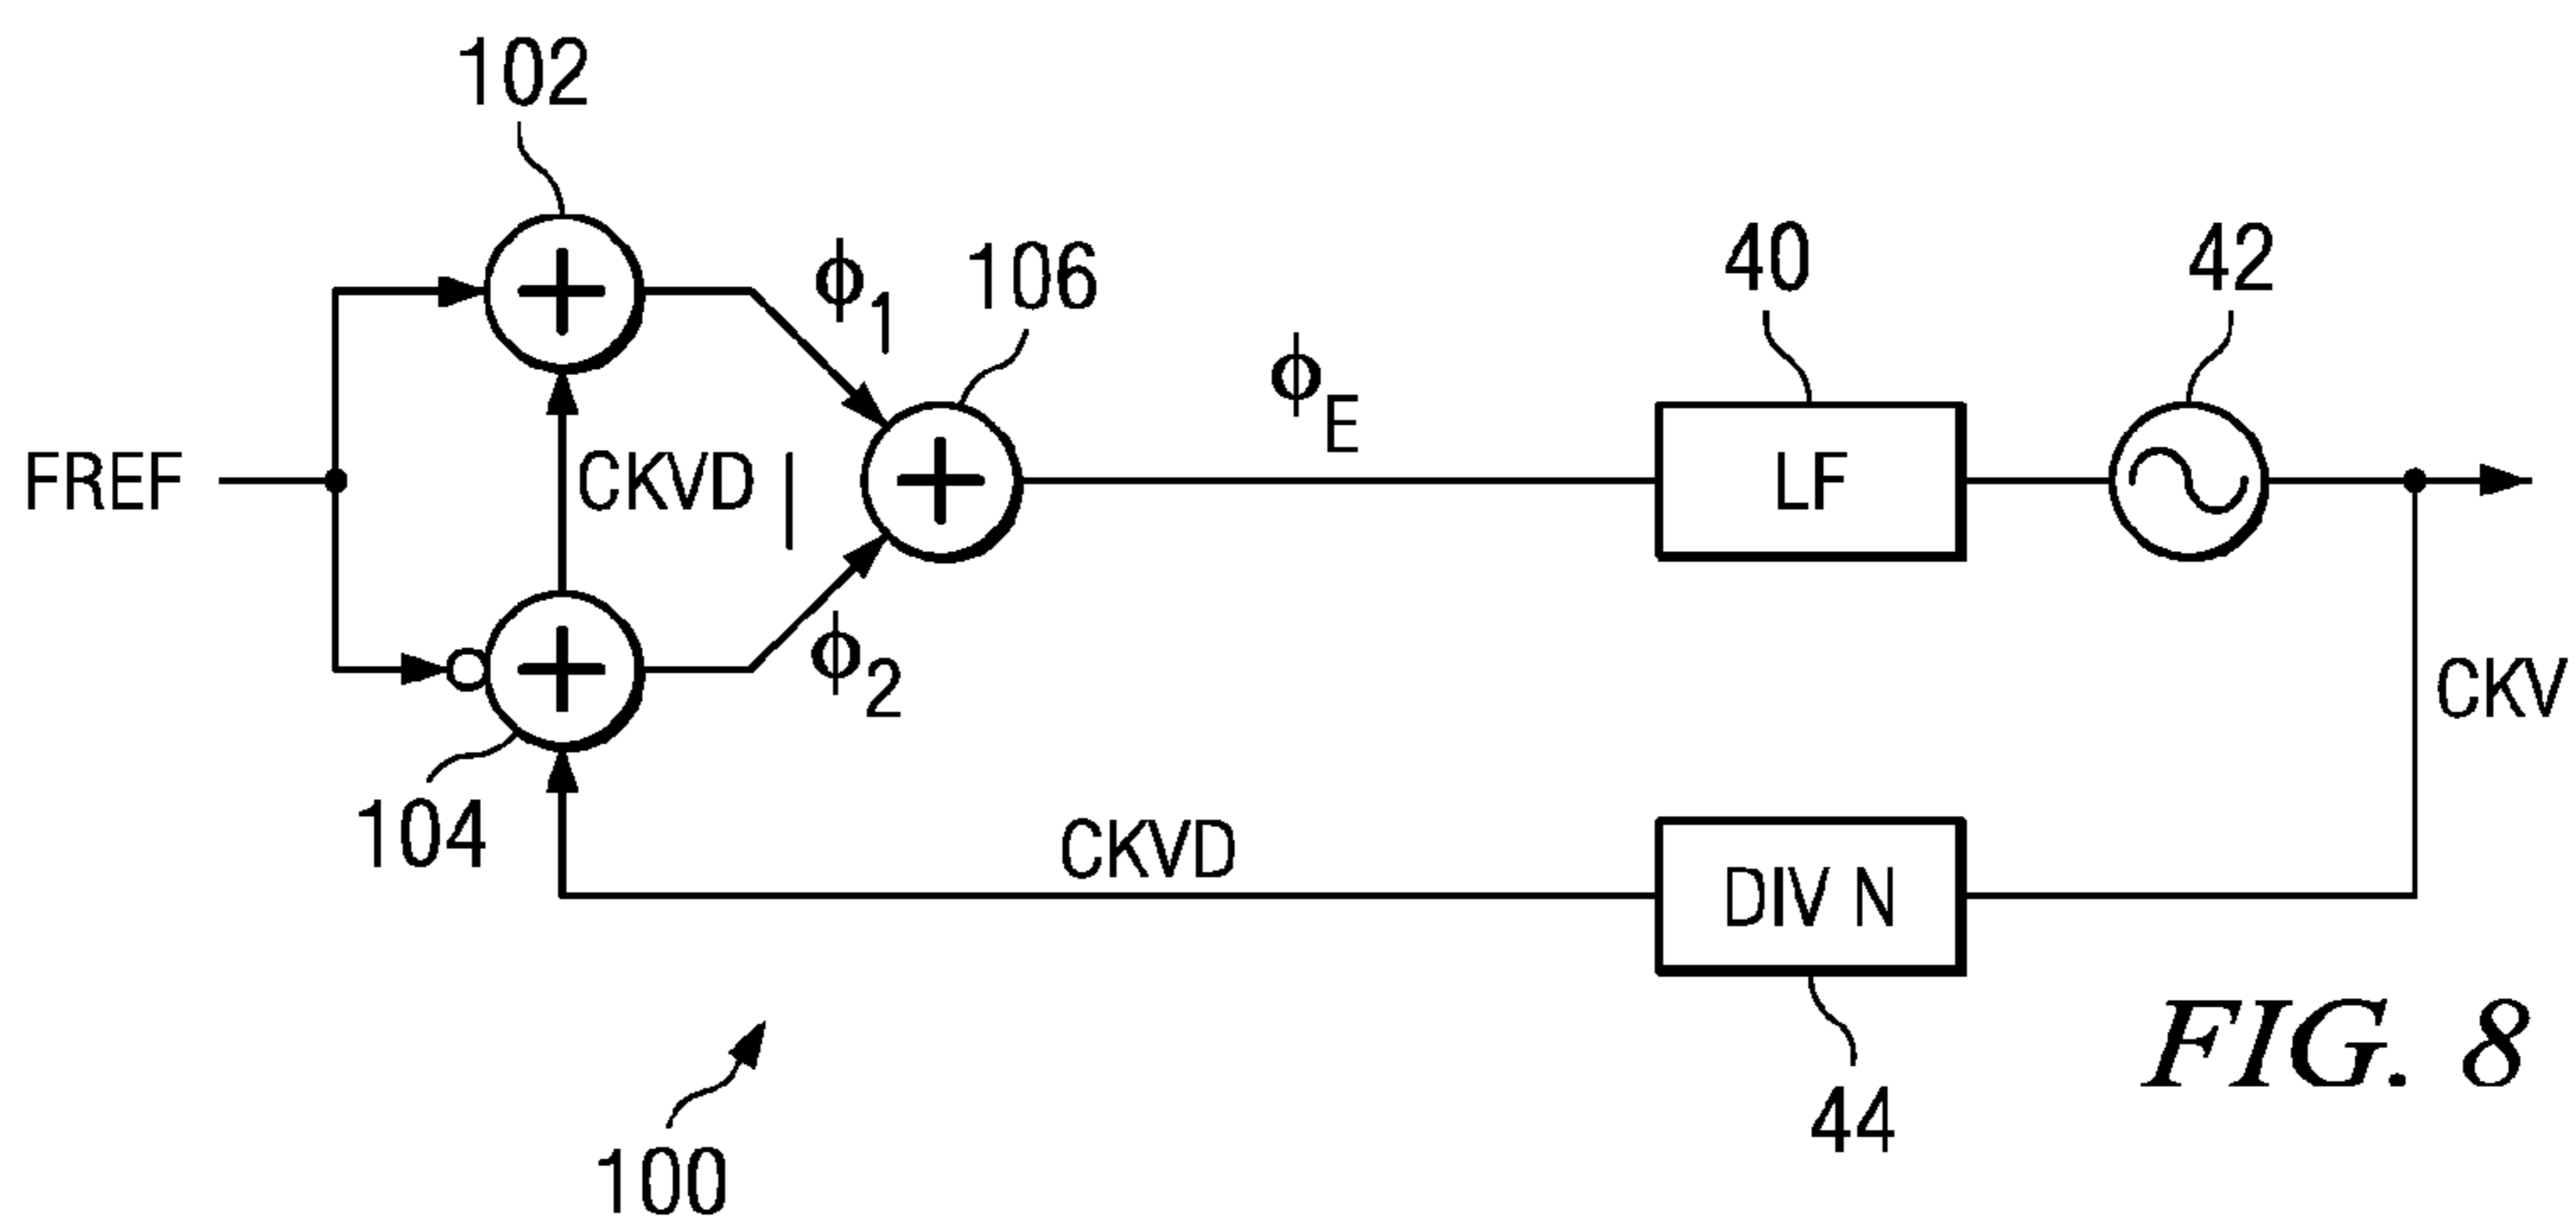 102
ϕ1
106
40
42
ϕE
FREF
CKVD |
LF
ϕ2
CKV
104
CKVD
DIV N
44
100
FIG. 8